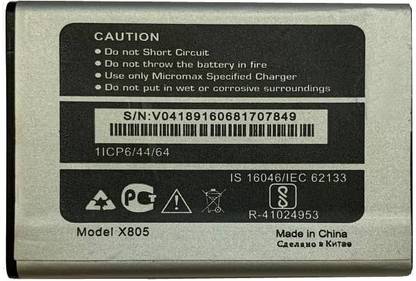 CAUTION
● Do not Short Circuit
● Do not throw the battery in fire
● Use only Micromax Specified Charger
● Do not put in wet or corrosive surroundings
S/N:V04189160681707849
1ICP6/44/64
IS 16046/IEC 62133
R-41024953
Model X805
Made in China
Сделано в Китае